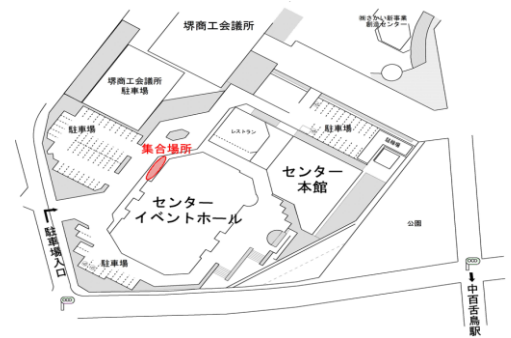 堺商工会議所
㈱さかい新事業
創造センター
堺商工会議所
駐車場
駐車場
レストラン
駐車場
駐輪場
集合場所
センター
本館
センター
イベントホール
公園
駐車場入口
駐車場
中百舌鳥駅